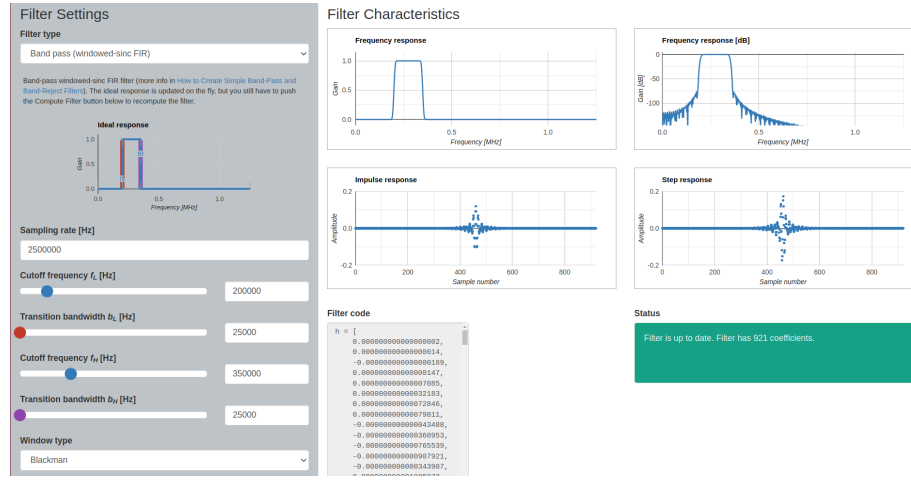 Filter Settings
Filter type
Band pass (windowed-sinc FIR)
Band-pass windowed-sinc FIR filter (more info in How to Create Simple Band-Pass and
Band-Reject Filters). The ideal response is updated on the fly, but you still have to push
the Compute Filter button below to recompute the filter.
Ideal response
1.0
0.5
0.0
Gain
0.0 0.5 1.0
Frequency [MHz]
Sampling rate [Hz]
2500000
Cutoff frequency fL [Hz]
200000
Transition bandwidth bL [Hz]
25000
Cutoff frequency fH [Hz]
350000
Transition bandwidth bH [Hz]
25000
Window type
Blackman
Filter Characteristics
Frequency response
1.0
0.5
0.0
Gain
0.0 0.5 1.0
Frequency [MHz]
Frequency response [dB]
0
-50
-100
Gain [dB]
0.0 0.5 1.0
Frequency [MHz]
Impulse response
0.2
0.0
-0.2
Amplitude
0 200 400 600 800
Sample number
Step response
0.2
0.0
-0.2
Amplitude
0 200 400 600 800
Sample number
Filter code
h = [
0.000000000000000002,
0.000000000000000014,
-0.000000000000000189,
0.000000000000000147,
0.000000000000007085,
0.000000000000032183,
0.000000000000072846,
0.000000000000079011,
-0.000000000000043488,
-0.000000000000360953,
-0.000000000000765539,
-0.000000000000907921,
-0.000000000000343907,
Status
Filter is up to date. Filter has 921 coefficients.